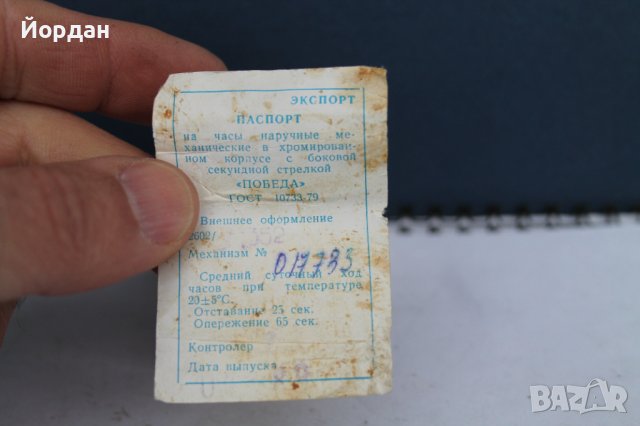 Йордан
ЭКСПОРТ
ПАСПОРТ
на часы наручные ме-
ханические в хромирован-
ном корпусе с боковой
секундной стрелкой
«ПОБЕДА»
ГОСТ 10733-79
Внешнее оформление
2602/
Механизм № 017733
Средний суточный ход
часов при температуре
20±5°С.
Отставание 25 сек.
Опережение 65 сек.
Контролер
Дата выпуска
BAZAR